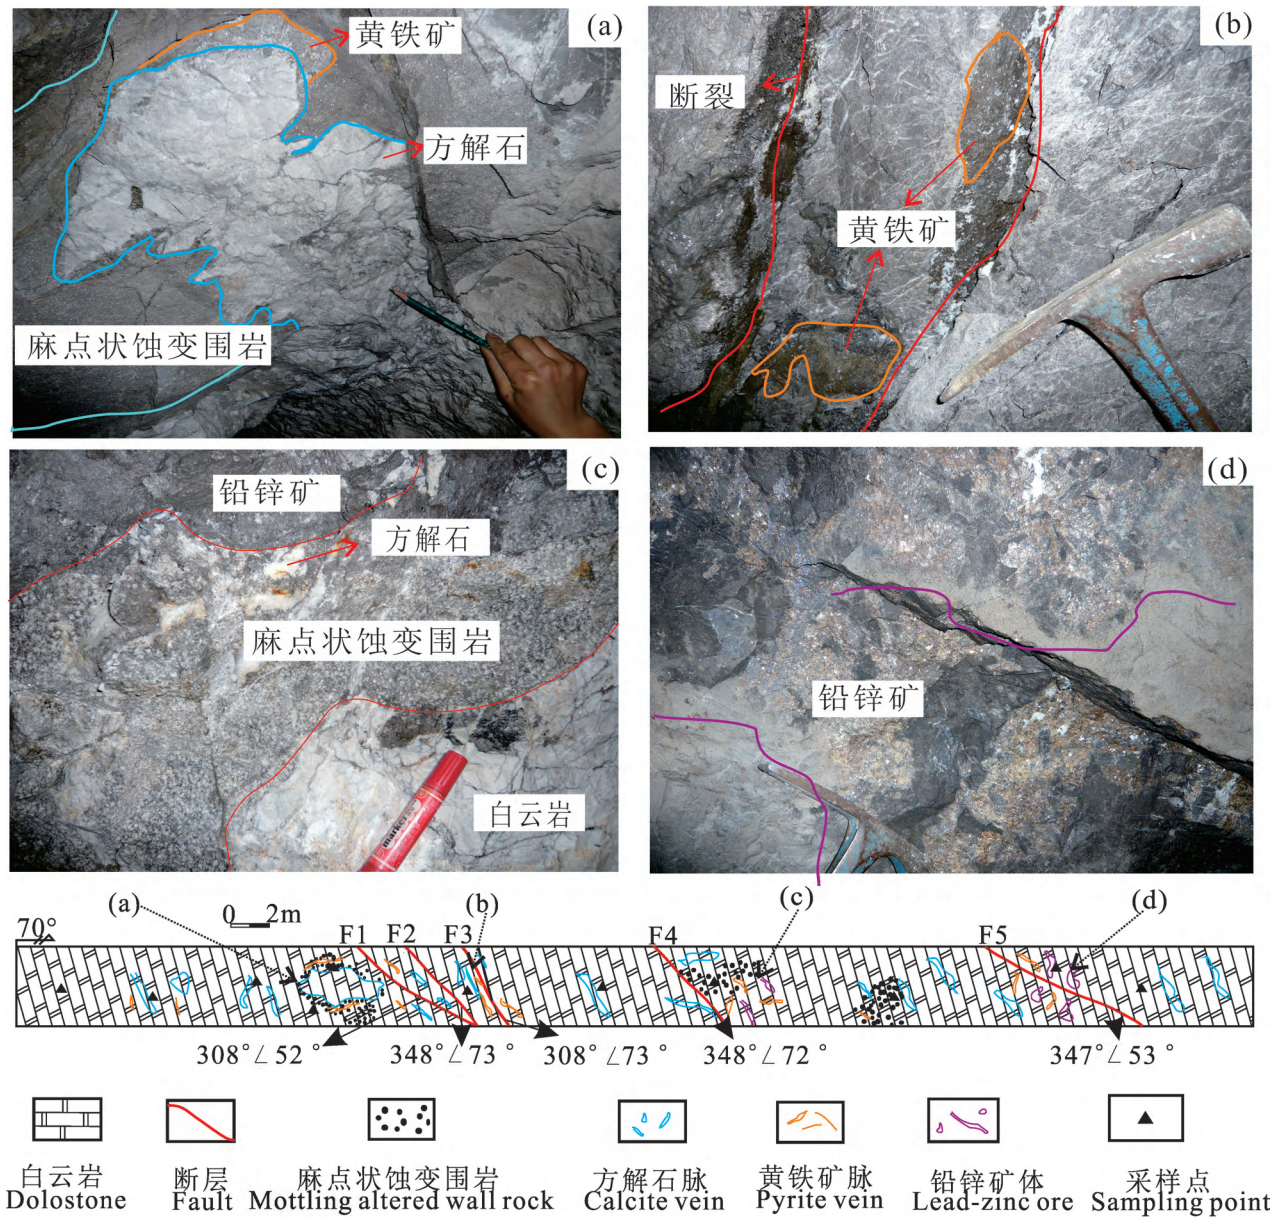 (a)
黄铁矿
方解石
麻点状蚀变围岩
(b)
断裂
黄铁矿
(c)
铅锌矿
方解石
麻点状蚀变围岩
白云岩
marker
(d)
铅锌矿
(a)
(b)
(c)
(d)
70°
0 2m
F1
F2
F3
F4
F5
308°∠52°
348°∠73°
308°∠73°
348°∠72°
347°∠53°
白云岩
Dolostone
断层
Fault
麻点状蚀变围岩
Mottling altered wall rock
方解石脉
Calcite vein
黄铁矿脉
Pyrite vein
铅锌矿体
Lead-zinc ore
采样点
Sampling point